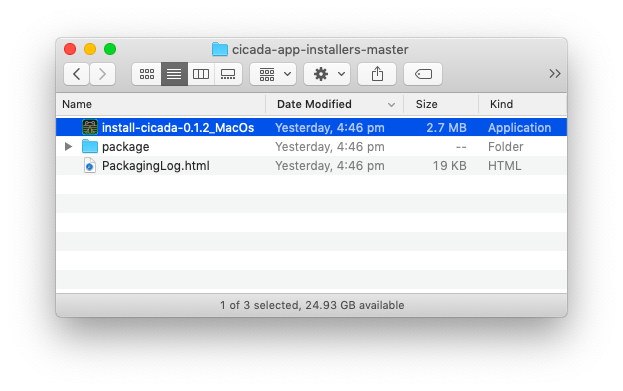 cicada-app-installers-master
Name Date Modified Size Kind
install-cicada-0.1.2_MacOs Yesterday, 4:46 pm 2.7 MB Application
package Yesterday, 4:46 pm -- Folder
PackagingLog.html Yesterday, 4:46 pm 19 KB HTML
1 of 3 selected, 24.93 GB available